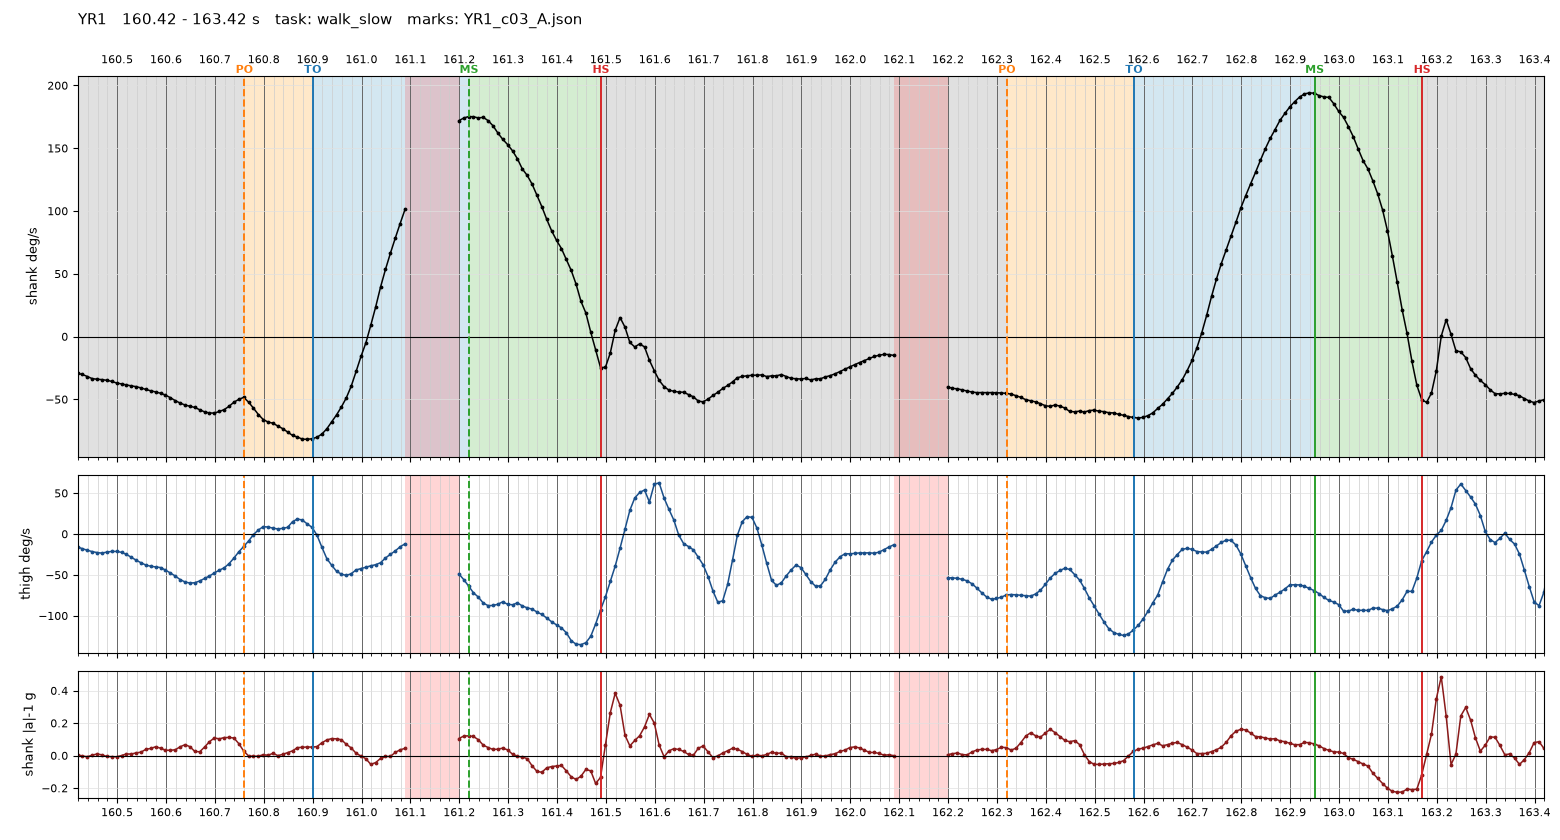 YR1   160.42 - 163.42 s   task: walk_slow   marks: YR1_c03_A.json
160.5 160.6 160.7 160.8 160.9 161.0 161.1 161.2 161.3 161.4 161.5 161.6 161.7 161.8 161.9 162.0 162.1 162.2 162.3 162.4 162.5 162.6 162.7 162.8 162.9 163.0 163.1 163.2 163.3 163.4
PO TO MS HS PO TO MS HS
200
150
100
50
0
−50
shank deg/s
50
0
−50
−100
thigh deg/s
0.4
0.2
0.0
−0.2
shank |a|-1 g
160.5 160.6 160.7 160.8 160.9 161.0 161.1 161.2 161.3 161.4 161.5 161.6 161.7 161.8 161.9 162.0 162.1 162.2 162.3 162.4 162.5 162.6 162.7 162.8 162.9 163.0 163.1 163.2 163.3 163.4